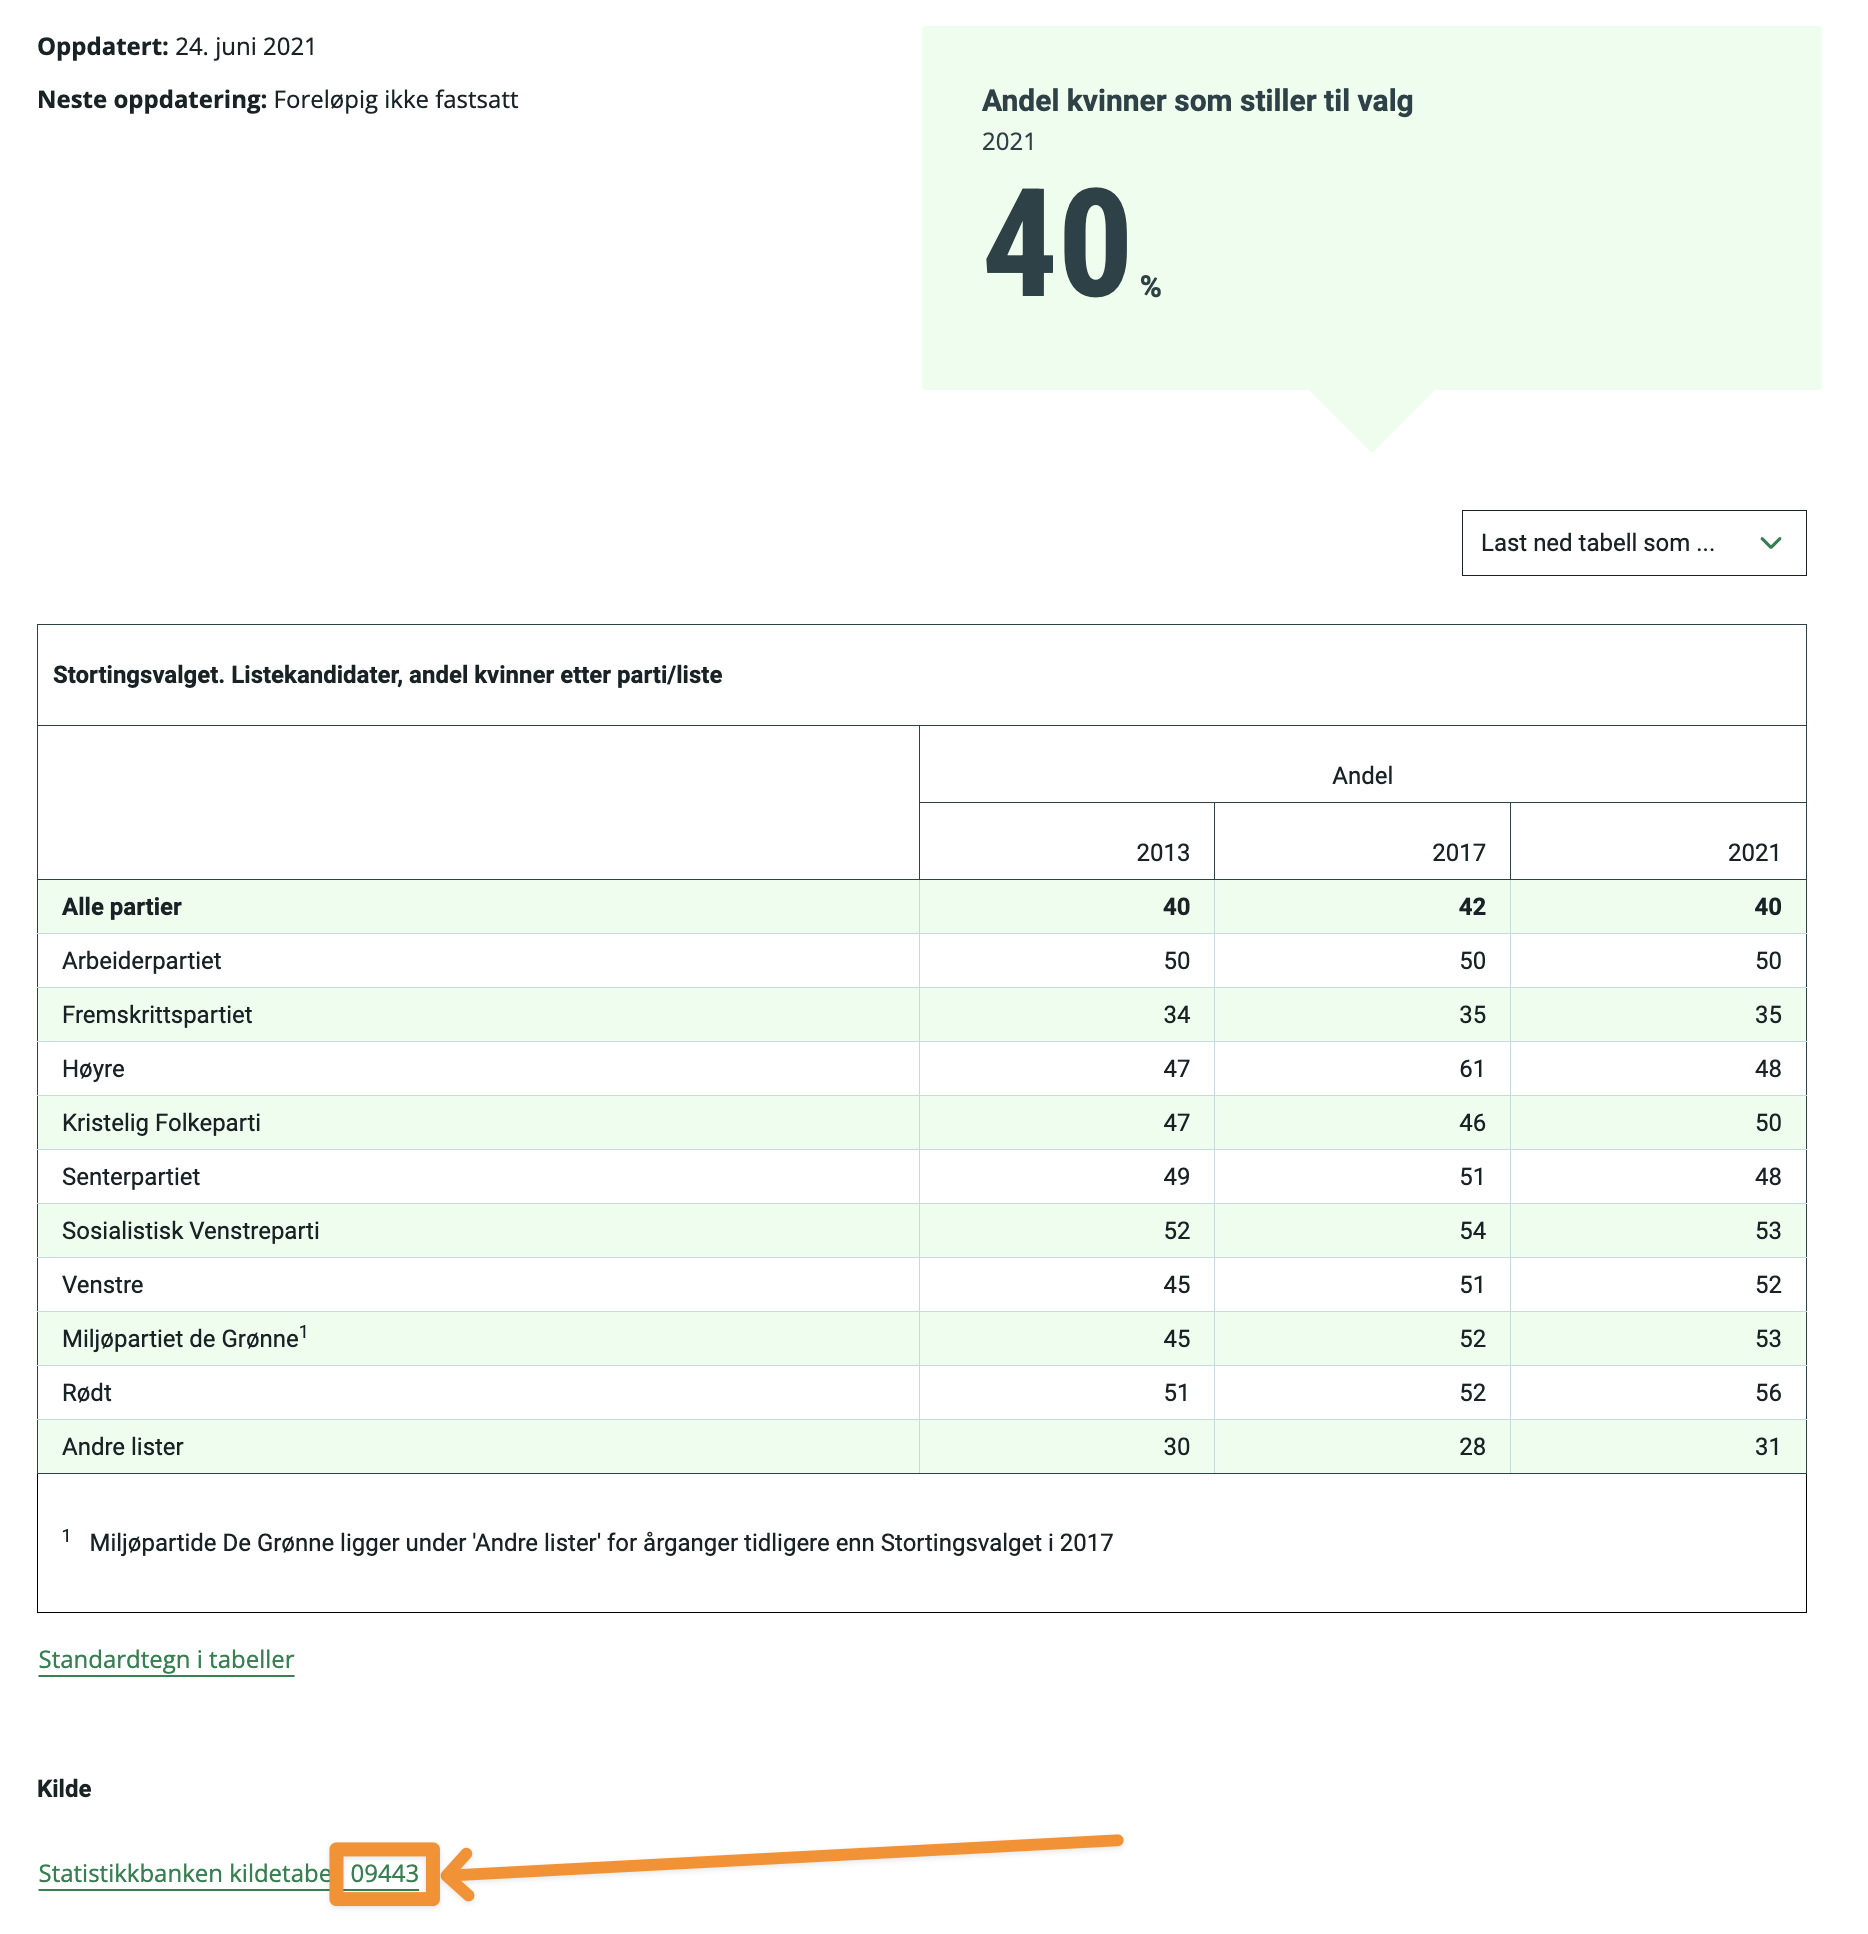 Oppdatert: 24. juni 2021
Neste oppdatering: Foreløpig ikke fastsatt
Andel kvinner som stiller til valg
2021
40 %
Last ned tabell som ...
Stortingsvalget. Listekandidater, andel kvinner etter parti/liste
Andel
2013 2017 2021
Alle partier 40 42 40
Arbeiderpartiet 50 50 50
Fremskrittspartiet 34 35 35
Høyre 47 61 48
Kristelig Folkeparti 47 46 50
Senterpartiet 49 51 48
Sosialistisk Venstreparti 52 54 53
Venstre 45 51 52
Miljøpartiet de Grønne1 45 52 53
Rødt 51 52 56
Andre lister 30 28 31
1 Miljøpartide De Grønne ligger under 'Andre lister' for årganger tidligere enn Stortingsvalget i 2017
Standardtegn i tabeller
Kilde
Statistikkbanken kildetabe 09443